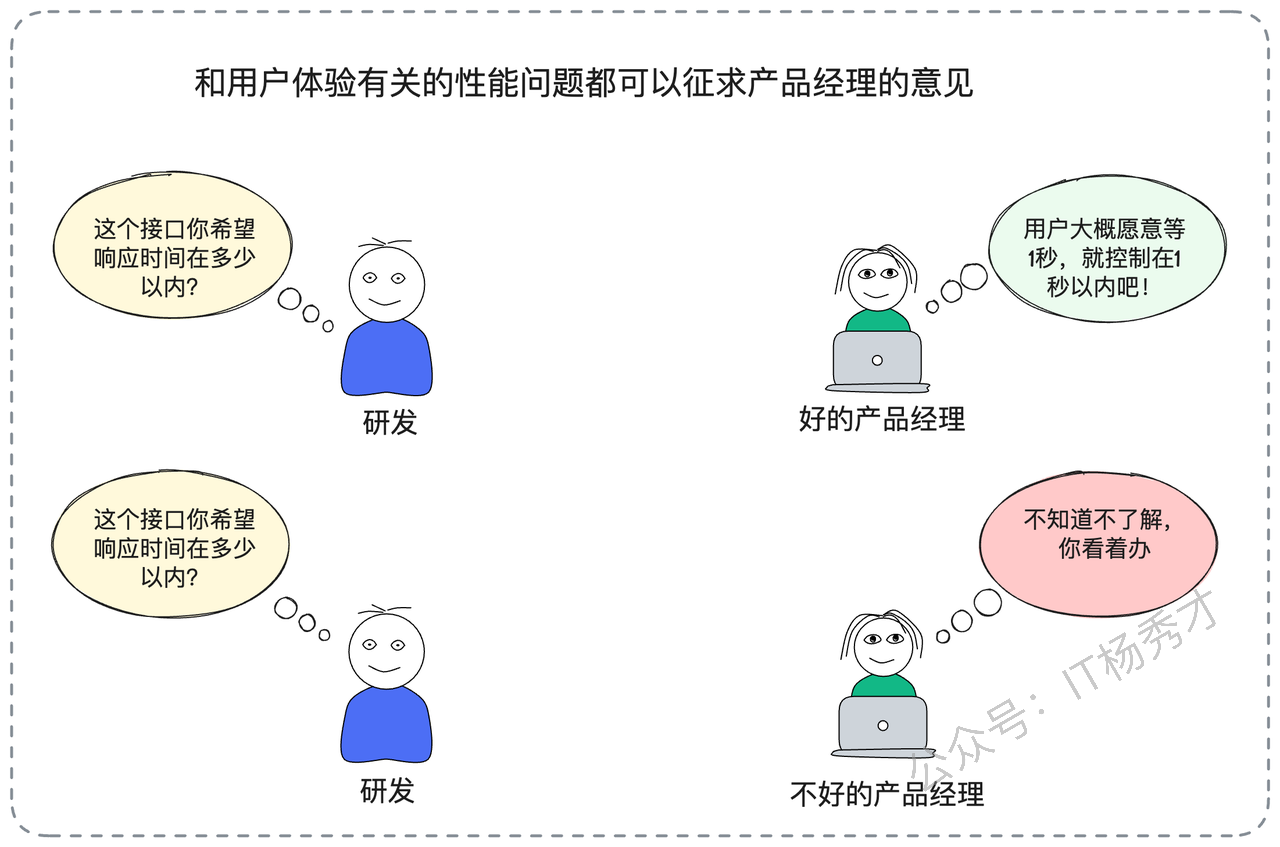 和用户体验有关的性能问题都可以征求产品经理的意见
这个接口你希望
响应时间在多少
以内？
用户大概愿意等
1秒，就控制在1
秒以内吧！
研发
好的产品经理
这个接口你希望
响应时间在多少
以内？
不知道不了解，
你看着办
研发
不好的产品经理
公众号：IT杨秀才